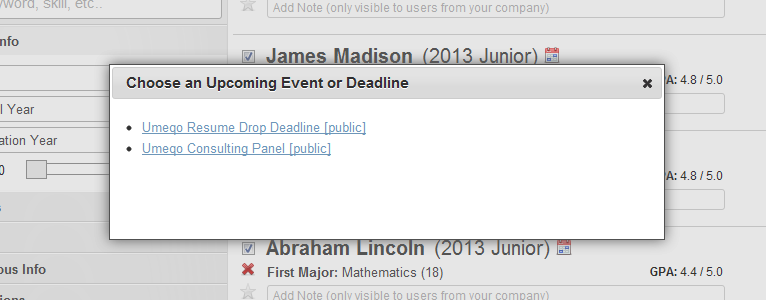 yword, skill, etc..
Add Note (only visible to users from your company)
nfo
James Madison (2013 Junior)
Choose an Upcoming Event or Deadline
GPA: 4.8 / 5.0
l Year
Umeqo Resume Drop Deadline [public]
ation Year
Umeqo Consulting Panel [public]
0
GPA: 4.8 / 5.0
s
Abraham Lincoln (2013 Junior)
ous Info
First Major: Mathematics (18)
GPA: 4.4 / 5.0
Add Note (only visible to users from your company)
tions